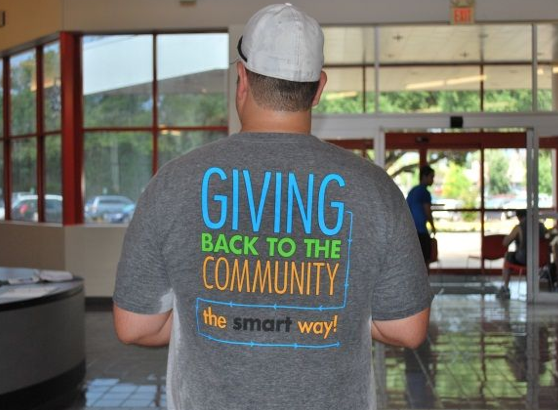 GIVING
BACK TO THE
COMMUNITY
the smart way!